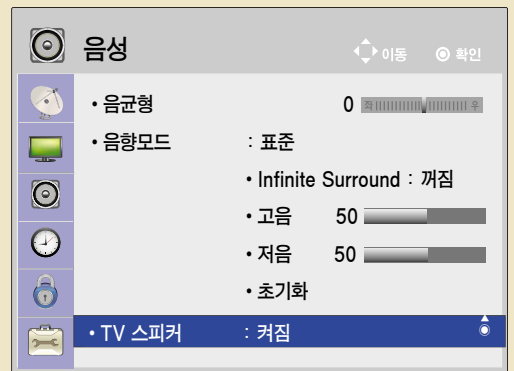 음성 이동 확인
• 음균형 0 좌 우
• 음향모드 : 표준
• Infinite Surround : 꺼짐
• 고음 50
• 저음 50
• 초기화
• TV 스피커 : 켜짐